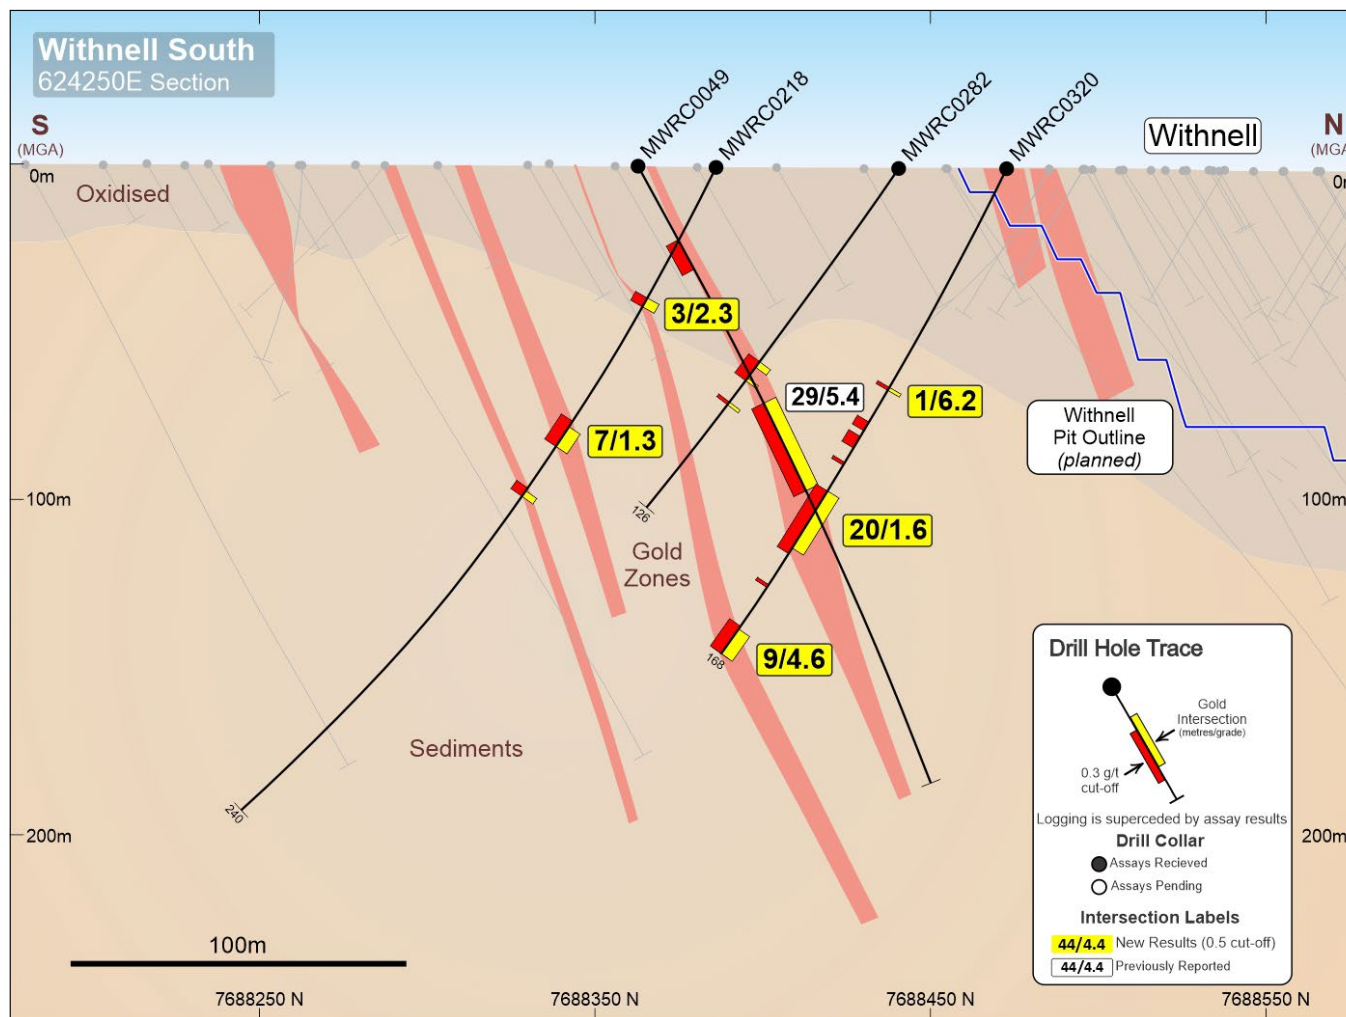 Withnell South
624250E Section
MWRC0049
MWRC0218
MWRC0282
MWRC0320
S
(MGA)
Withnell
N
(MGA
0m
0m
Oxidised
3/2.3
29/5.4
1/6.2
7/1.3
Withnell
Pit Outline
(planned)
100m
100m
126
20/1.6
Gold
Zones
9/4.6
168
Sediments
240
200m
200m
Drill Hole Trace
Gold
Intersection
(metres/grade)
0.3 g/t
cut-off
Logging is superceded by assay results
Drill Collar
Assays Recieved
Assays Pending
Intersection Labels
44/4.4 New Results (0.5 cut-off)
44/4.4 Previously Reported
100m
7688250 N
7688350 N
7688450 N
7688550 N